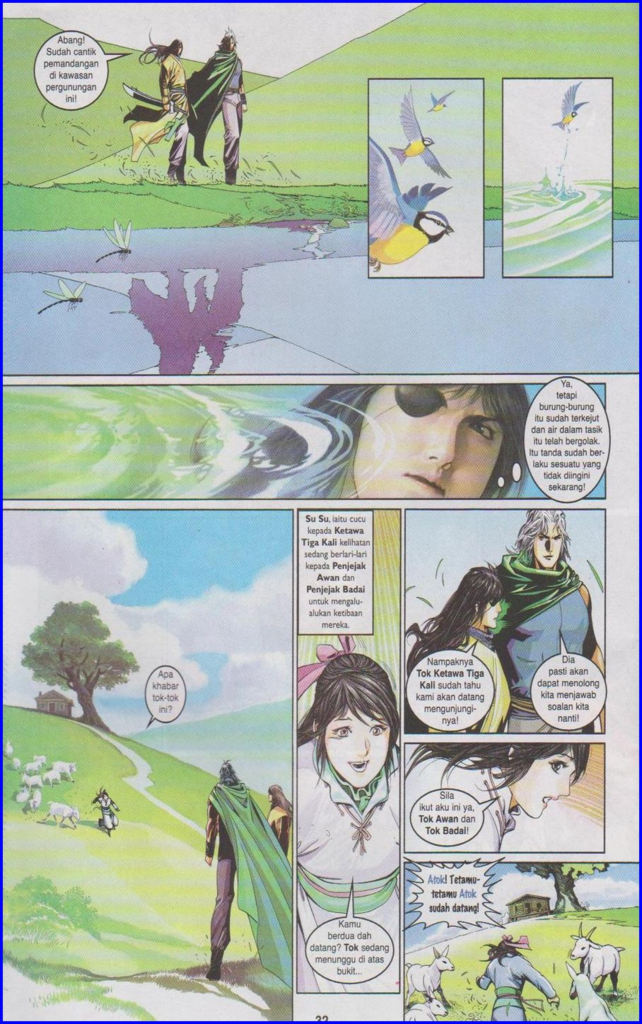 Abang!
Sudah cantik
pemandangan
di kawasan
pergunungan
ini!
Ya,
tetapi
burung-burung
itu sudah terkejut
dan air dalam tasik
itu telah bergolak.
Itu tanda sudah ber-
laku sesuatu yang
tidak diingini
sekarang!
Apa
khabar
tok-tok
ini?
Su Su, iaitu cucu
kepada Ketawa
Tiga Kali kelihatan
sedang berlari-lari
kepada Penjejak
Awan dan
Penjejak Badai
untuk mengalu-
alukan ketibaan
mereka.
Kamu
berdua dah
datang? Tok sedang
menunggu di atas
bukit...
Nampaknya
Tok Ketawa Tiga
Kali sudah tahu
kami akan datang
mengunjungi-
nya!
Dia
pasti akan
dapat menolong
kita menjawab
soalan kita
nanti!
Sila
ikut aku ini ya,
Tok Awan dan
Tok Badai!
Atok! Tetamu-
tetamu Atok
sudah datang!
32